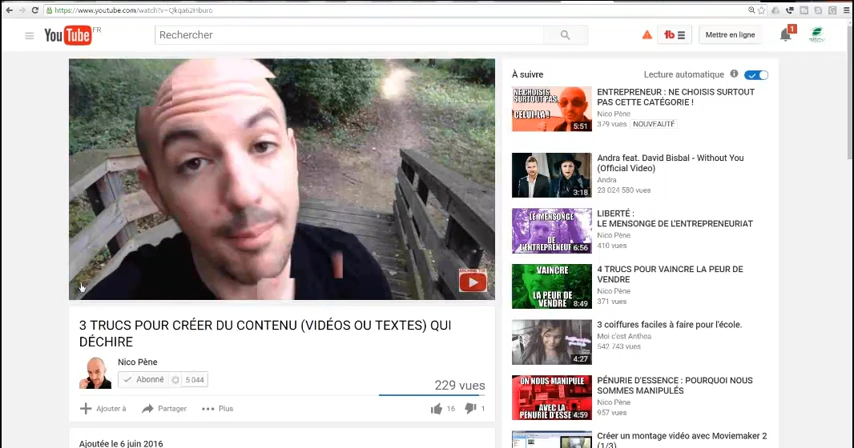 https://www.youtube.com/watch?v=Qkqa62Hburo
YouTube FR
Rechercher
Mettre en ligne
1
3 TRUCS POUR CRÉER DU CONTENU (VIDÉOS OU TEXTES) QUI
DÉCHIRE
Nico Pène
Abonné 5 044
229 vues
Ajouter à Partager Plus
16 1
Ajoutée le 6 juin 2016
À suivre
Lecture automatique
NE CHOISIS
SURTOUT PAS
CELUI-LA !
5:51
ENTREPRENEUR : NE CHOISIS SURTOUT
PAS CETTE CATÉGORIE !
Nico Pène
379 vues NOUVEAUTÉ
3:18
Andra feat. David Bisbal - Without You
(Official Video)
Andra
23 024 580 vues
LE MENSONGE
DE L'ENTREPRENEUR
6:56
LIBERTÉ :
LE MENSONGE DE L'ENTREPRENEURIAT
Nico Pène
410 vues
VAINCRE
LA PEUR DE
VENDRE
8:49
4 TRUCS POUR VAINCRE LA PEUR DE
VENDRE
Nico Pène
371 vues
4:27
3 coiffures faciles à faire pour l'école.
Moi c'est Anthea
542 743 vues
ON NOUS MANIPULE
AVEC LA
PÉNURIE D'ESSENCE
4:59
PÉNURIE D'ESSENCE : POURQUOI NOUS
SOMMES MANIPULÉS
Nico Pène
957 vues
Créer un montage vidéo avec Moviemaker 2
(1/3)